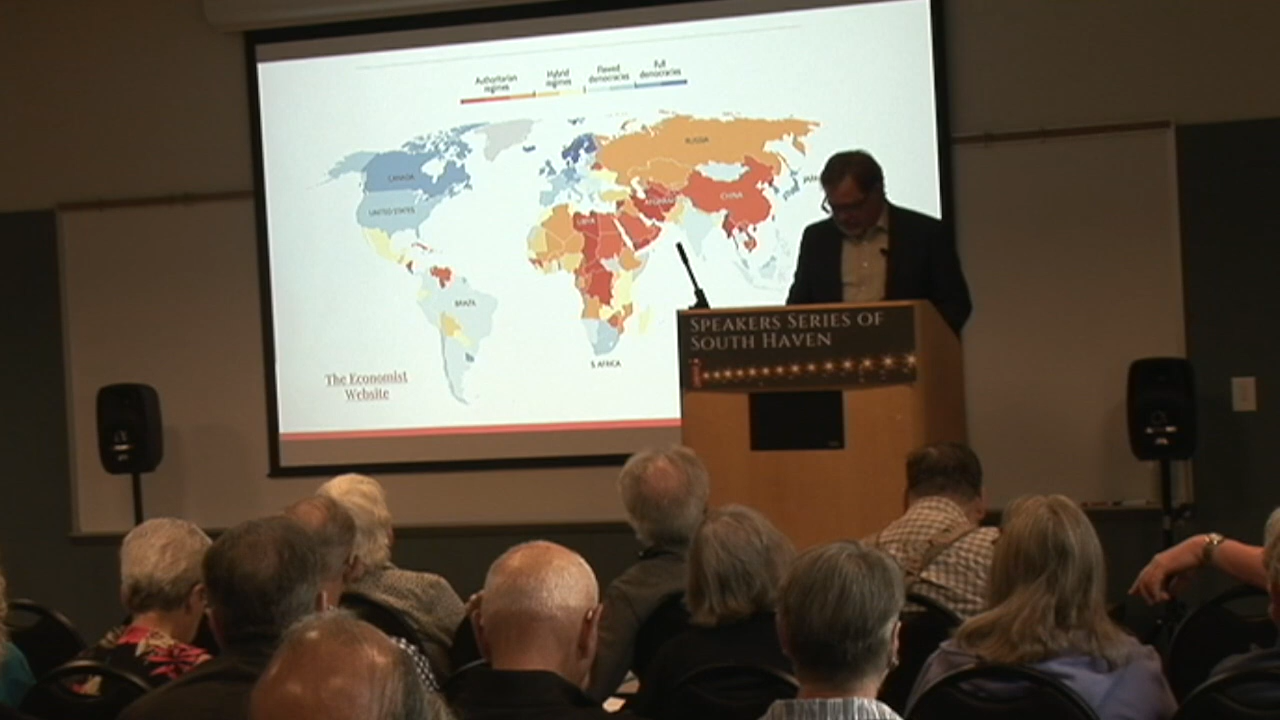 Authoritarian
regimes
Hybrid
regimes
Flawed
democracies
Full
democracies
RUSSIA
CANADA
UNITED STATES
CHINA
LIBYA
BRAZIL
S. AFRICA
The Economist
Website
SPEAKERS SERIES OF
SOUTH HAVEN